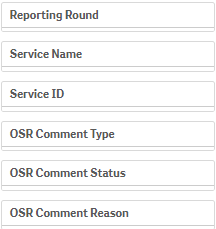 Reporting Round
Service Name
Service ID
OSR Comment Type
OSR Comment Status
OSR Comment Reason